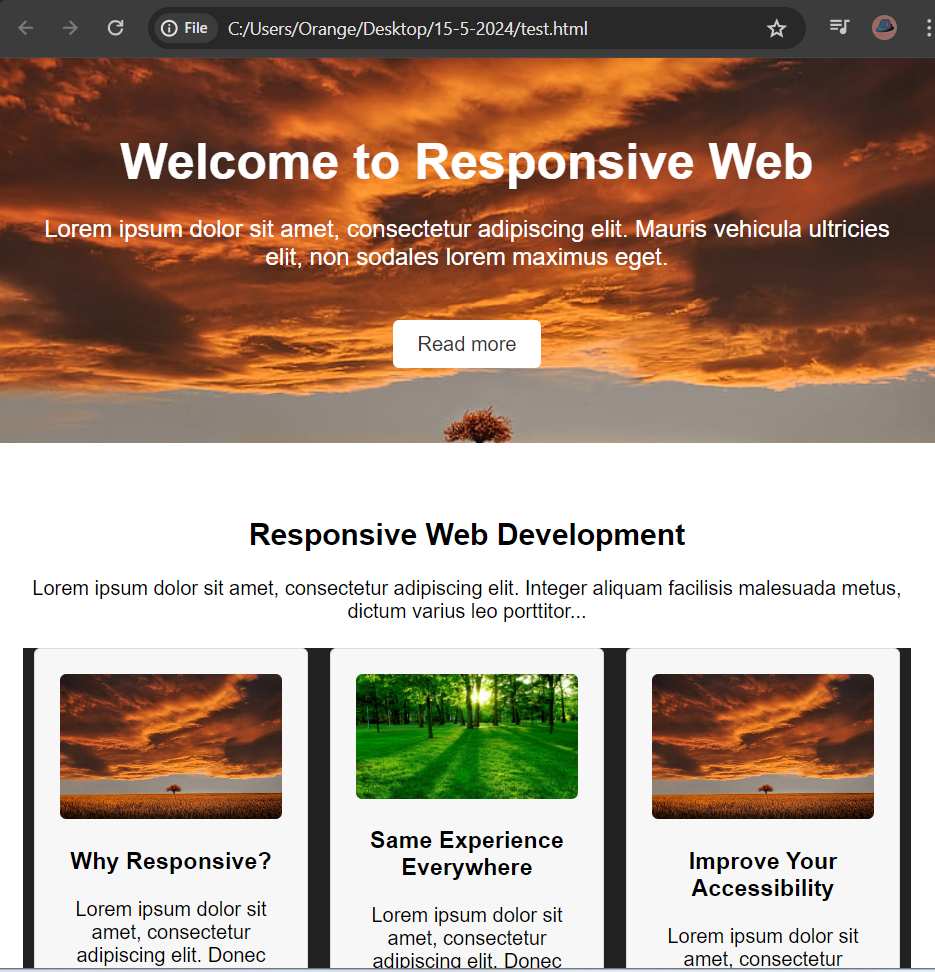 File C:/Users/Orange/Desktop/15-5-2024/test.html
Welcome to Responsive Web
Lorem ipsum dolor sit amet, consectetur adipiscing elit. Mauris vehicula ultricies
elit, non sodales lorem maximus eget.
Read more
Responsive Web Development
Lorem ipsum dolor sit amet, consectetur adipiscing elit. Integer aliquam facilisis malesuada metus,
dictum varius leo porttitor...
Why Responsive?
Lorem ipsum dolor sit
amet, consectetur
adipiscing elit. Donec
Same Experience
Everywhere
Lorem ipsum dolor sit
amet, consectetur
adipiscing elit. Donec
Improve Your
Accessibility
Lorem ipsum dolor sit
amet, consectetur